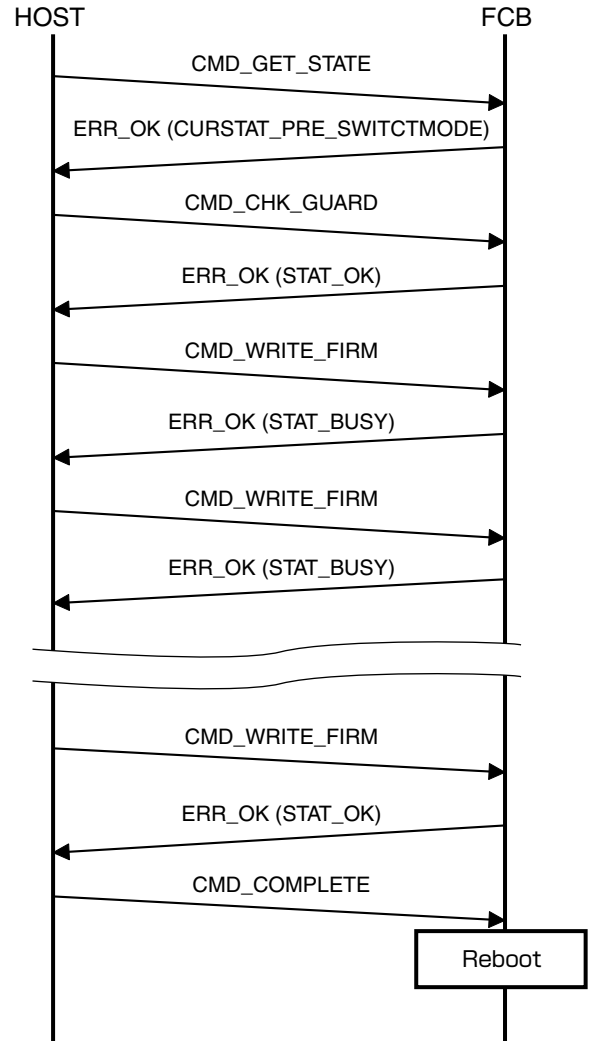 HOST
FCB
CMD_GET_STATE
ERR_OK (CURSTAT_PRE_SWITCTMODE)
CMD_CHK_GUARD
ERR_OK (STAT_OK)
CMD_WRITE_FIRM
ERR_OK (STAT_BUSY)
CMD_WRITE_FIRM
ERR_OK (STAT_BUSY)
CMD_WRITE_FIRM
ERR_OK (STAT_OK)
CMD_COMPLETE
Reboot